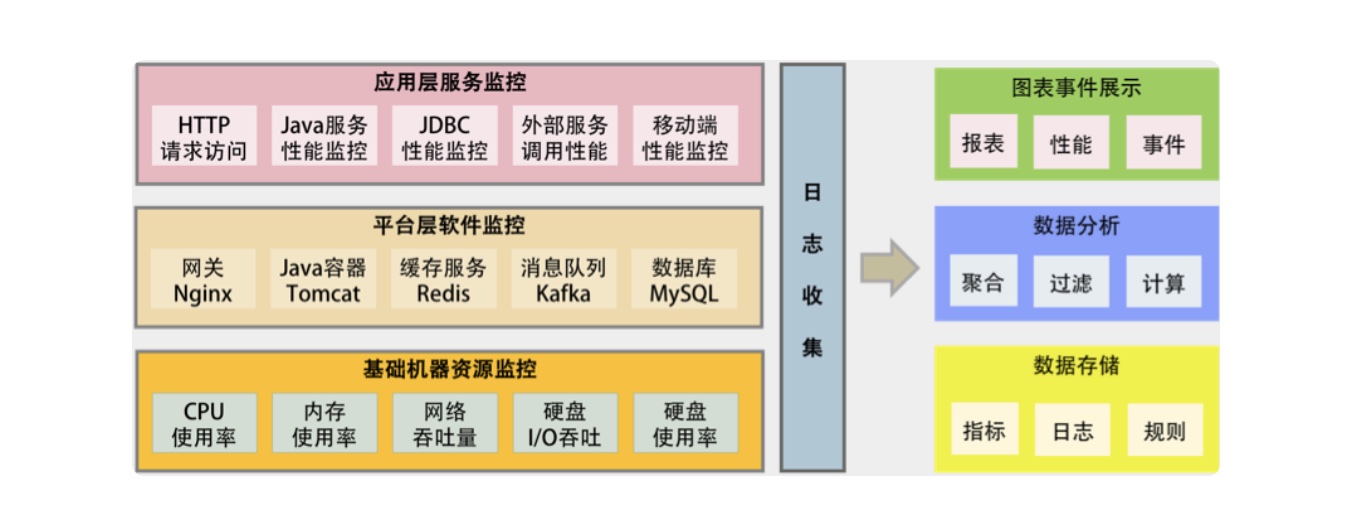 应用层服务监控
HTTP
请求访问
Java服务
性能监控
JDBC
性能监控
外部服务
调用性能
移动端
性能监控
平台层软件监控
网关
Nginx
Java容器
Tomcat
缓存服务
Redis
消息队列
Kafka
数据库
MySQL
基础机器资源监控
CPU
使用率
内存
使用率
网络
吞吐量
硬盘
I/O吞吐
硬盘
使用率
日
志
收
集
图表事件展示
报表
性能
事件
数据分析
聚合
过滤
计算
数据存储
指标
日志
规则